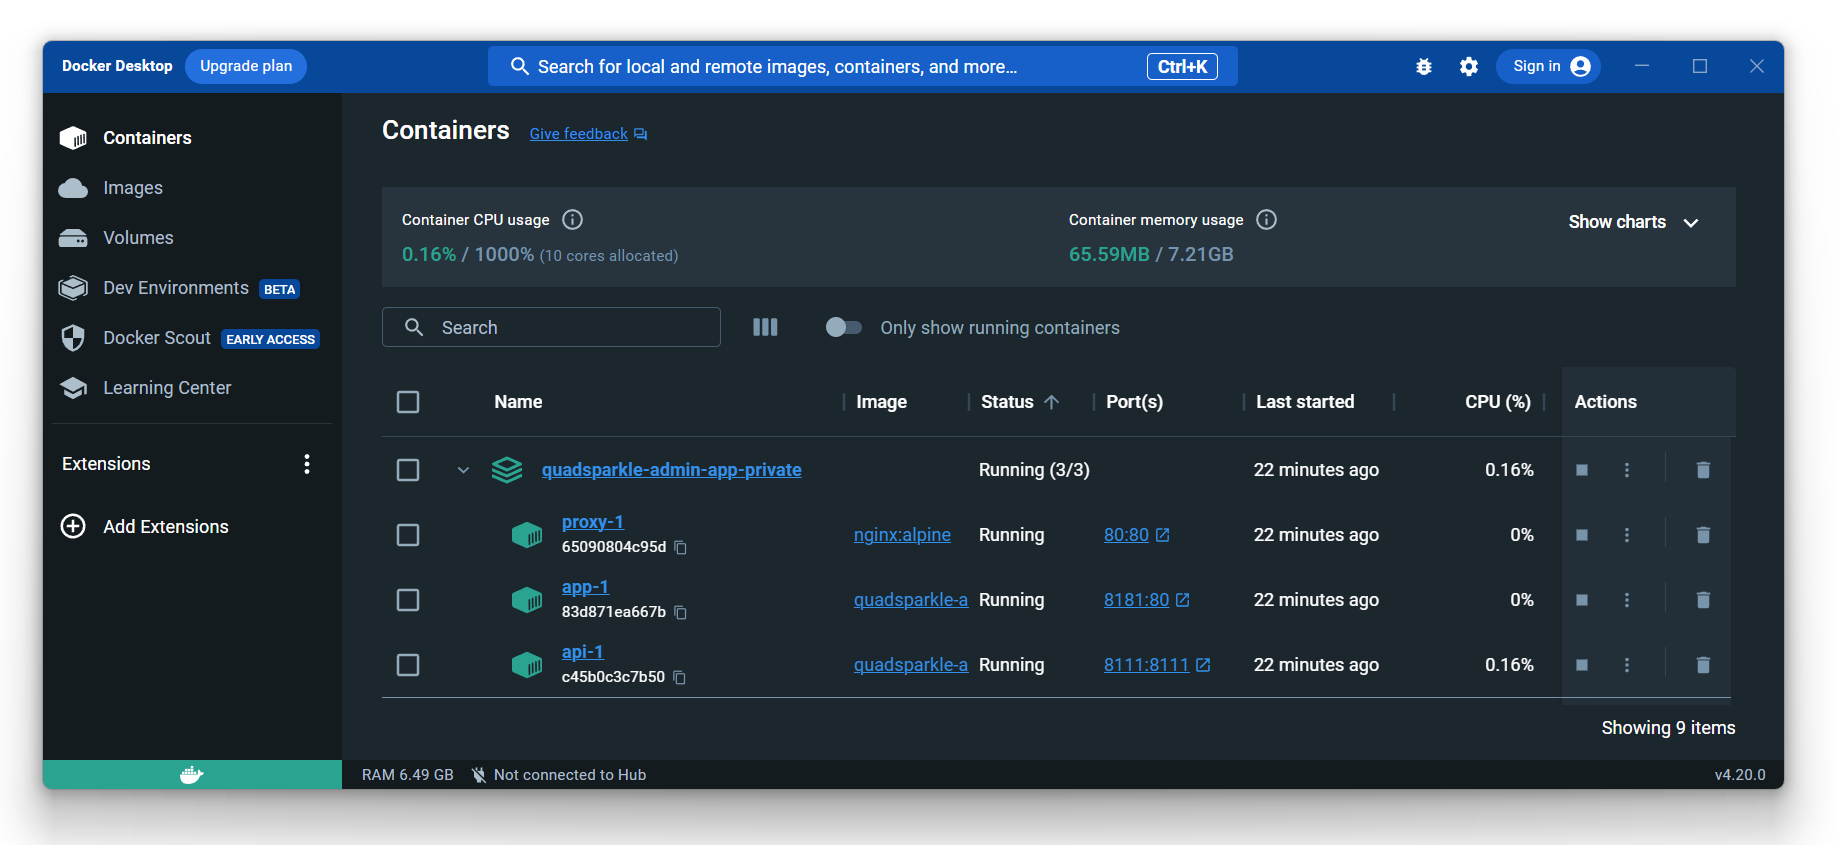 Docker Desktop Upgrade plan Search for local and remote images, containers, and more... Ctrl+K Sign in
Containers
Images
Volumes
Dev Environments BETA
Docker Scout EARLY ACCESS
Learning Center
Extensions
Add Extensions
Containers Give feedback
Container CPU usage Container memory usage Show charts
0.16% / 1000% (10 cores allocated) 65.59MB / 7.21GB
Search Only show running containers
Name Image Status Port(s) Last started CPU (%) Actions
quadsparkle-admin-app-private Running (3/3) 22 minutes ago 0.16%
proxy-1
65090804c95d nginx:alpine Running 80:80 22 minutes ago 0%
app-1
83d871ea667b quadsparkle-a Running 8181:80 22 minutes ago 0%
api-1
c45b0c3c7b50 quadsparkle-a Running 8111:8111 22 minutes ago 0.16%
Showing 9 items
RAM 6.49 GB Not connected to Hub v4.20.0